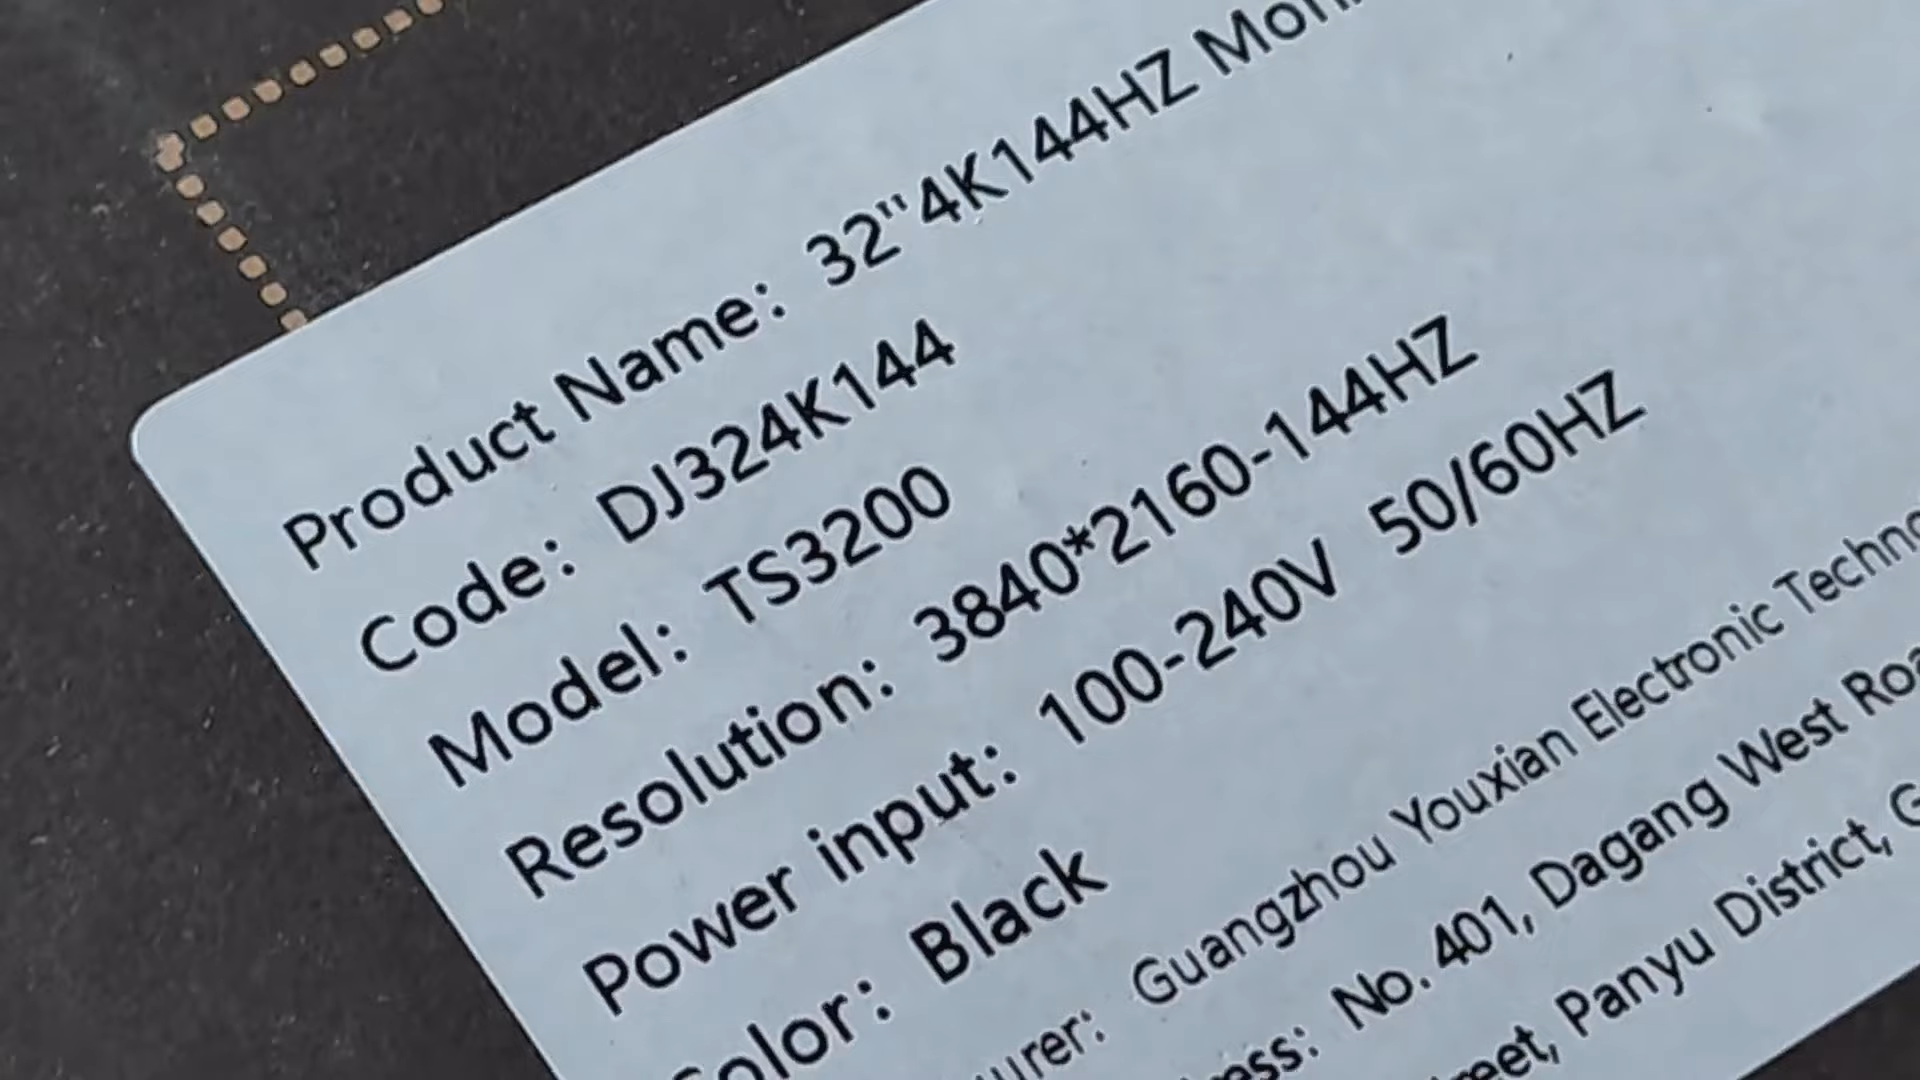 Product Name: 32"4K144HZ
Code: DJ324K144
Model: TS3200
Resolution: 3840*2160-144HZ
Power input: 100-240V 50/60HZ
Black
Guangzhou Youxian Electronic
No. 401, Dagang West
Panyu District,